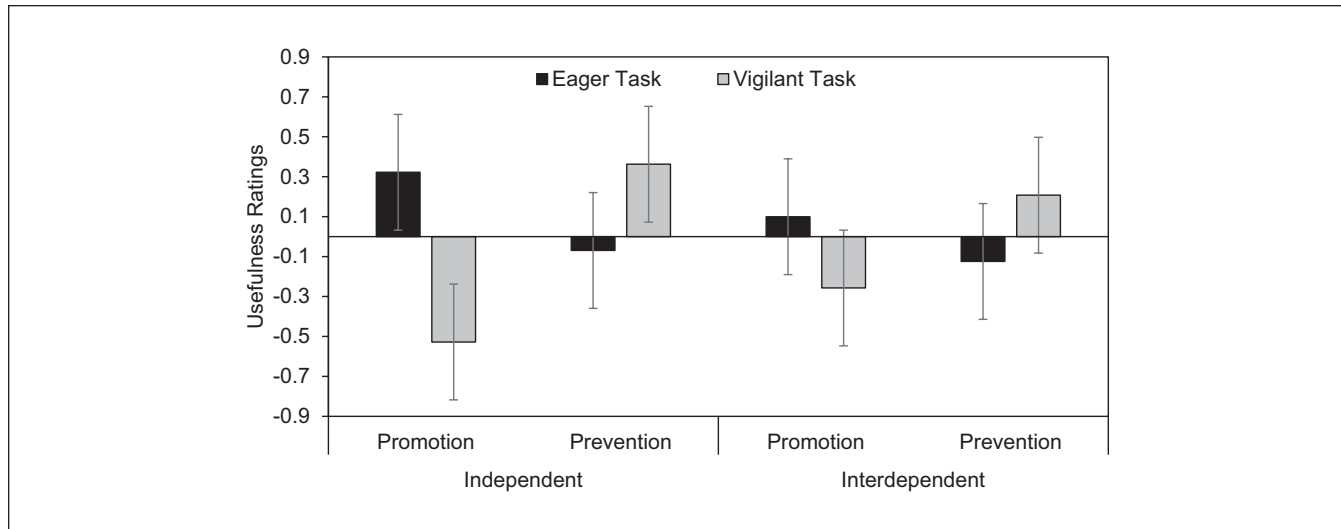 0.9
Eager Task Vigilant Task
0.7
0.5
0.3
0.1
-0.1
-0.3
-0.5
-0.7
-0.9
Usefulness Ratings
Promotion Prevention Promotion Prevention
Independent Interdependent